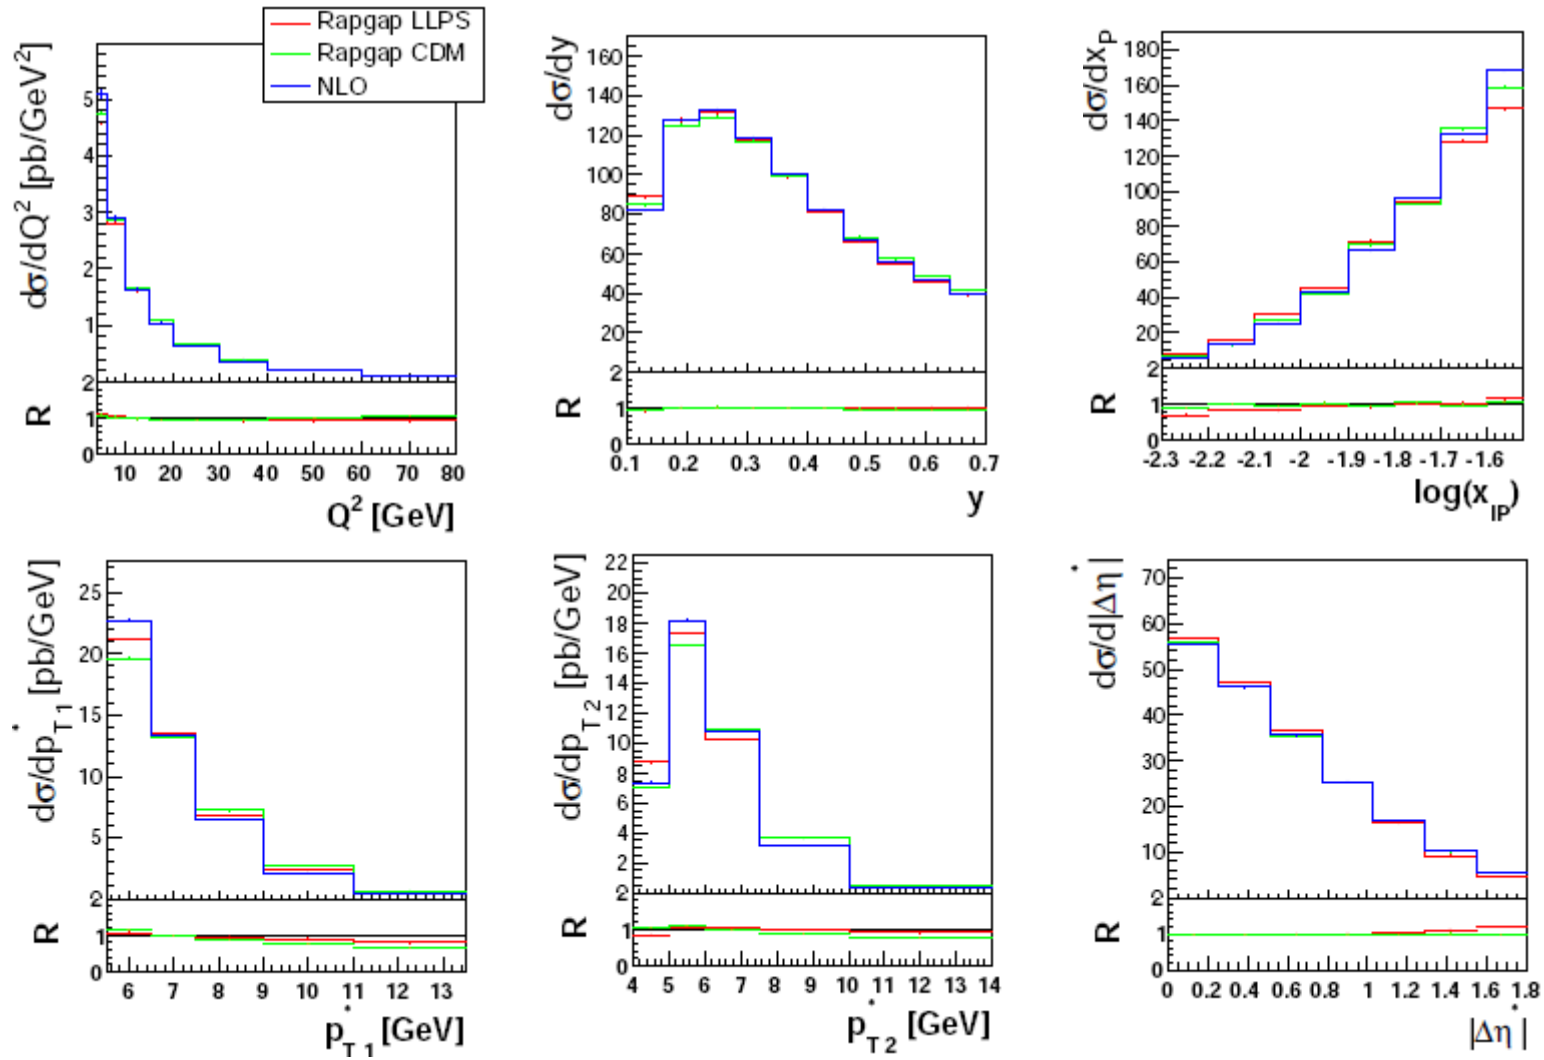 Rapgap LLPS
Rapgap CDM
NLO
dσ/dQ² [pb/GeV²]
5
4
3
2
1
2
R
1
0
10 20 30 40 50 60 70 80
Q² [GeV]
dσ/dy
160
140
120
100
80
60
40
20
2
R
1
0
0.1 0.2 0.3 0.4 0.5 0.6 0.7
y
dσ/dx_P
180
160
140
120
100
80
60
40
20
2
R
1
0
-2.3 -2.2 -2.1 -2 -1.9 -1.8 -1.7 -1.6
log(x_IP)
dσ/dp*_T1 [pb/GeV]
25
20
15
10
5
2
R
1
0
6 7 8 9 10 11 12 13
p*_T1 [GeV]
dσ/dp_T2 [pb/GeV]
22
20
18
16
14
12
10
8
6
4
2
0
2
R
1
0
4 5 6 7 8 9 10 11 12 13 14
p*_T2 [GeV]
dσ/d|Δη*|
70
60
50
40
30
20
10
2
R
1
0
0 0.2 0.4 0.6 0.8 1 1.2 1.4 1.6 1.8
|Δη*|